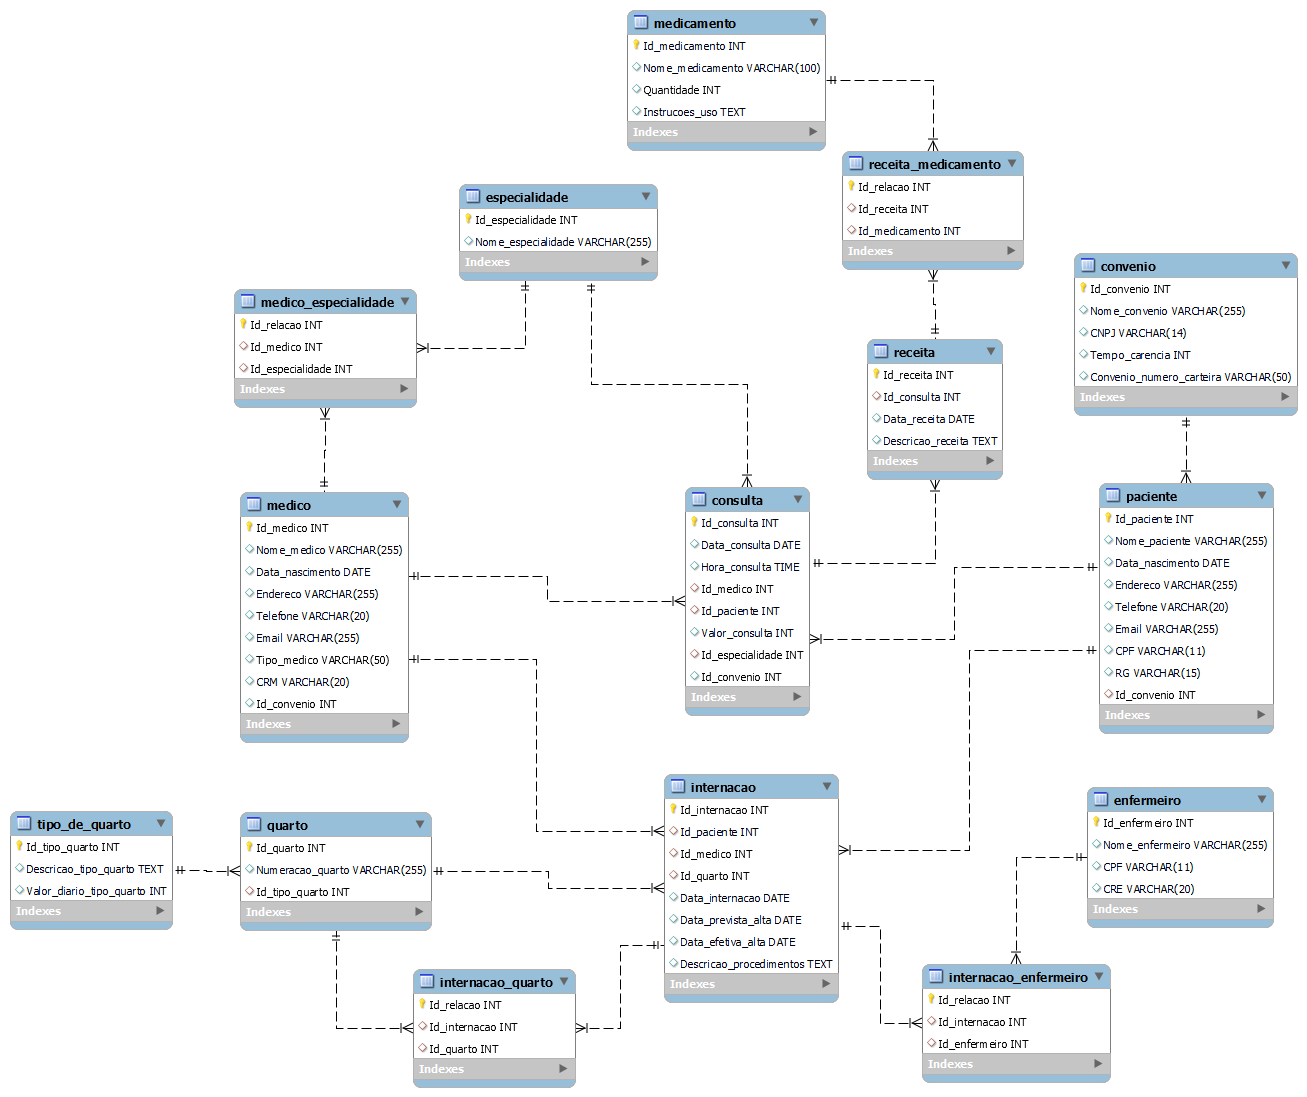 medicamento
Id_medicamento INT
Nome_medicamento VARCHAR(100)
Quantidade INT
Instrucoes_uso TEXT
Indexes
receita_medicamento
Id_relacao INT
Id_receita INT
Id_medicamento INT
Indexes
especialidade
Id_especialidade INT
Nome_especialidade VARCHAR(255)
Indexes
convenio
Id_convenio INT
Nome_convenio VARCHAR(255)
CNPJ VARCHAR(14)
Tempo_carencia INT
Convenio_numero_carteira VARCHAR(50)
Indexes
medico_especialidade
Id_relacao INT
Id_medico INT
Id_especialidade INT
Indexes
receita
Id_receita INT
Id_consulta INT
Data_receita DATE
Descricao_receita TEXT
Indexes
medico
Id_medico INT
Nome_medico VARCHAR(255)
Data_nascimento DATE
Endereco VARCHAR(255)
Telefone VARCHAR(20)
Email VARCHAR(255)
Tipo_medico VARCHAR(50)
CRM VARCHAR(20)
Id_convenio INT
Indexes
consulta
Id_consulta INT
Data_consulta DATE
Hora_consulta TIME
Id_medico INT
Id_paciente INT
Valor_consulta INT
Id_especialidade INT
Id_convenio INT
Indexes
paciente
Id_paciente INT
Nome_paciente VARCHAR(255)
Data_nascimento DATE
Endereco VARCHAR(255)
Telefone VARCHAR(20)
Email VARCHAR(255)
CPF VARCHAR(11)
RG VARCHAR(15)
Id_convenio INT
Indexes
tipo_de_quarto
Id_tipo_quarto INT
Descricao_tipo_quarto TEXT
Valor_diario_tipo_quarto INT
Indexes
quarto
Id_quarto INT
Numeracao_quarto VARCHAR(255)
Id_tipo_quarto INT
Indexes
internacao
Id_internacao INT
Id_paciente INT
Id_medico INT
Id_quarto INT
Data_internacao DATE
Data_prevista_alta DATE
Data_efetiva_alta DATE
Descricao_procedimentos TEXT
Indexes
enfermeiro
Id_enfermeiro INT
Nome_enfermeiro VARCHAR(255)
CPF VARCHAR(11)
CRE VARCHAR(20)
Indexes
internacao_quarto
Id_relacao INT
Id_internacao INT
Id_quarto INT
Indexes
internacao_enfermeiro
Id_relacao INT
Id_internacao INT
Id_enfermeiro INT
Indexes